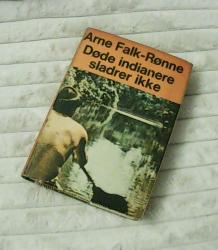 Arne Falk-Rønne
Døde indianere
sladrer ikke